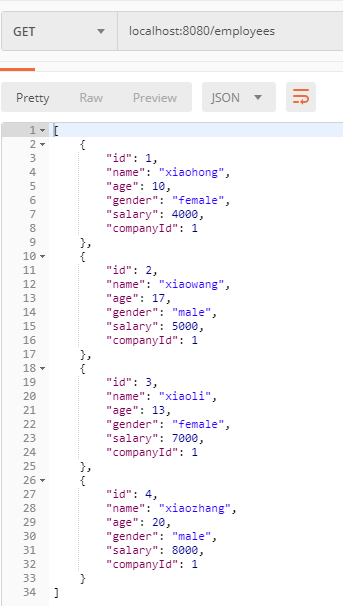 GET localhost:8080/employees
Pretty Raw Preview JSON
1 [
2 {
3 "id": 1,
4 "name": "xiaohong",
5 "age": 10,
6 "gender": "female",
7 "salary": 4000,
8 "companyId": 1
9 },
10 {
11 "id": 2,
12 "name": "xiaowang",
13 "age": 17,
14 "gender": "male",
15 "salary": 5000,
16 "companyId": 1
17 },
18 {
19 "id": 3,
20 "name": "xiaoli",
21 "age": 13,
22 "gender": "female",
23 "salary": 7000,
24 "companyId": 1
25 },
26 {
27 "id": 4,
28 "name": "xiaozhang",
29 "age": 20,
30 "gender": "male",
31 "salary": 8000,
32 "companyId": 1
33 }
34 ]